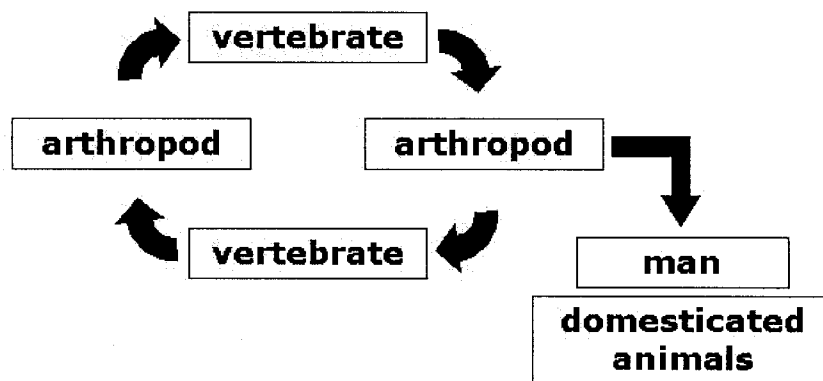 vertebrate
arthropod
arthropod
vertebrate
man
domesticated
animals